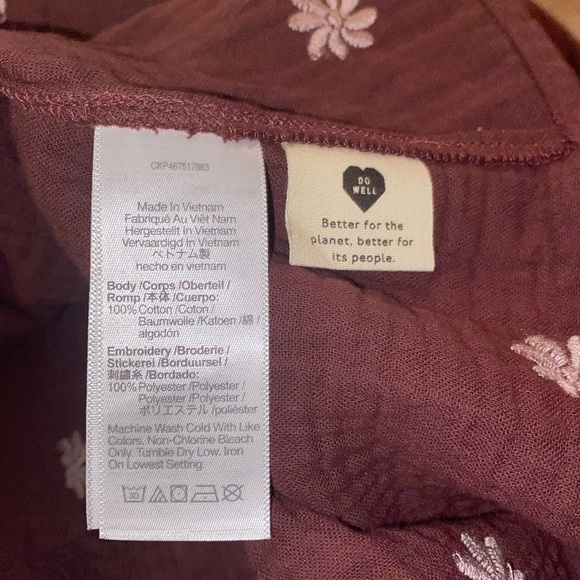 CKP467517863
Made In Vietnam
Fabriqué Au Việt Nam
Hergestellt In Vietnam
Vervaardigd In Vietnam
ベトナム製
hecho en vietnam
Body /Corps /Oberteil /
Romp /本体 /Cuerpo:
100% Cotton /Coton /
Baumwolle /Katoen /綿 /
algodón
Embroidery /Broderie /
Stickerei /Borduursel /
刺繍糸 /Bordado:
100% Polyester /Polyester /
Polyester /Polyester /
ポリエステル /poliéster
Machine Wash Cold With Like
Colors. Non-Chlorine Bleach
Only. Tumble Dry Low. Iron
On Lowest Setting.
30
DO
WELL
Better for the
planet, better for
its people.